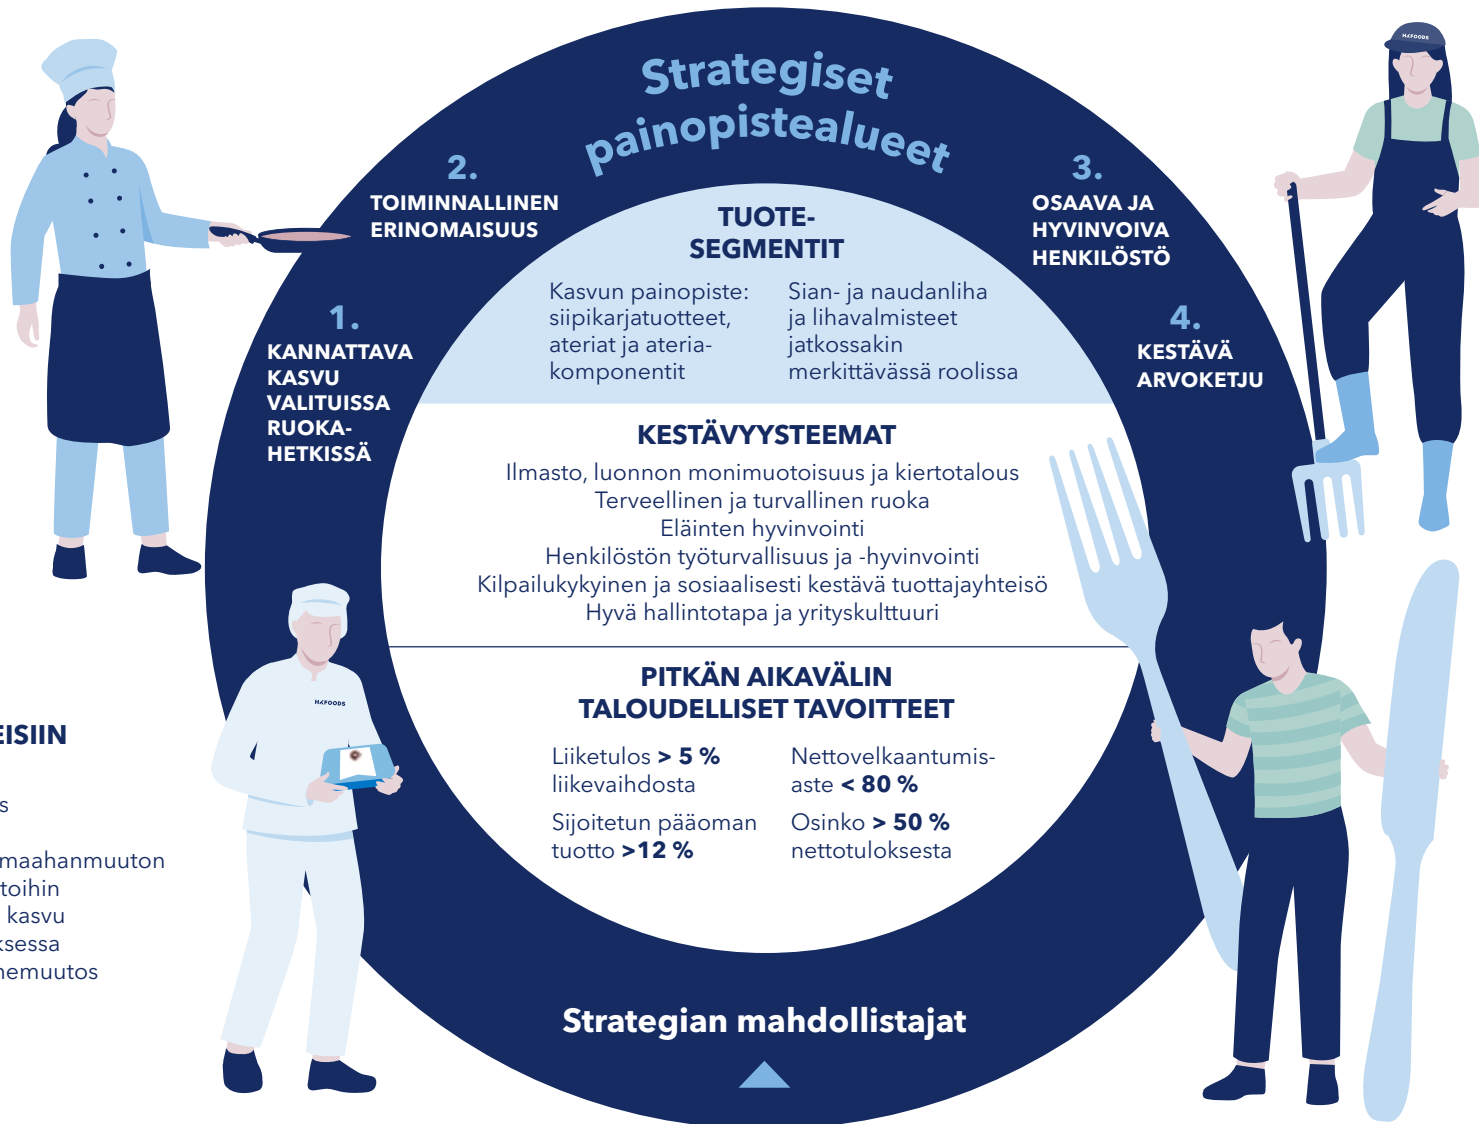 Strategiset
painopistealueet
1.
KANNATTAVA
KASVU
VALITUISSA
RUOKA-
HETKISSÄ
2.
TOIMINNALLINEN
ERINOMAISUUS
3.
OSAAVA JA
HYVINVOIVA
HENKILÖSTÖ
4.
KESTÄVÄ
ARVOKETJU
TUOTE-
SEGMENTIT
Kasvun painopiste:
siipikarjatuotteet,
ateriat ja ateria-
komponentit
Sian- ja naudanliha
ja lihavalmisteet
jatkossakin
merkittävässä roolissa
KESTÄVYYSTEEMAT
Ilmasto, luonnon monimuotoisuus ja kiertotalous
Terveellinen ja turvallinen ruoka
Eläinten hyvinvointi
Henkilöstön työturvallisuus ja -hyvinvointi
Kilpailukykyinen ja sosiaalisesti kestävä tuottajayhteisö
Hyvä hallintotapa ja yrityskulttuuri
PITKÄN AIKAVÄLIN
TALOUDELLISET TAVOITTEET
Liiketulos > 5 %
liikevaihdosta
Sijoitetun pääoman
tuotto >12 %
Nettovelkaantumis-
aste < 80 %
Osinko > 50 %
nettotuloksesta
Strategian mahdollistajat
HKFOODS
HKFOODS
EISIIN
s
maahanmuuton
toihin
kasvu
ksessa
nemuutos